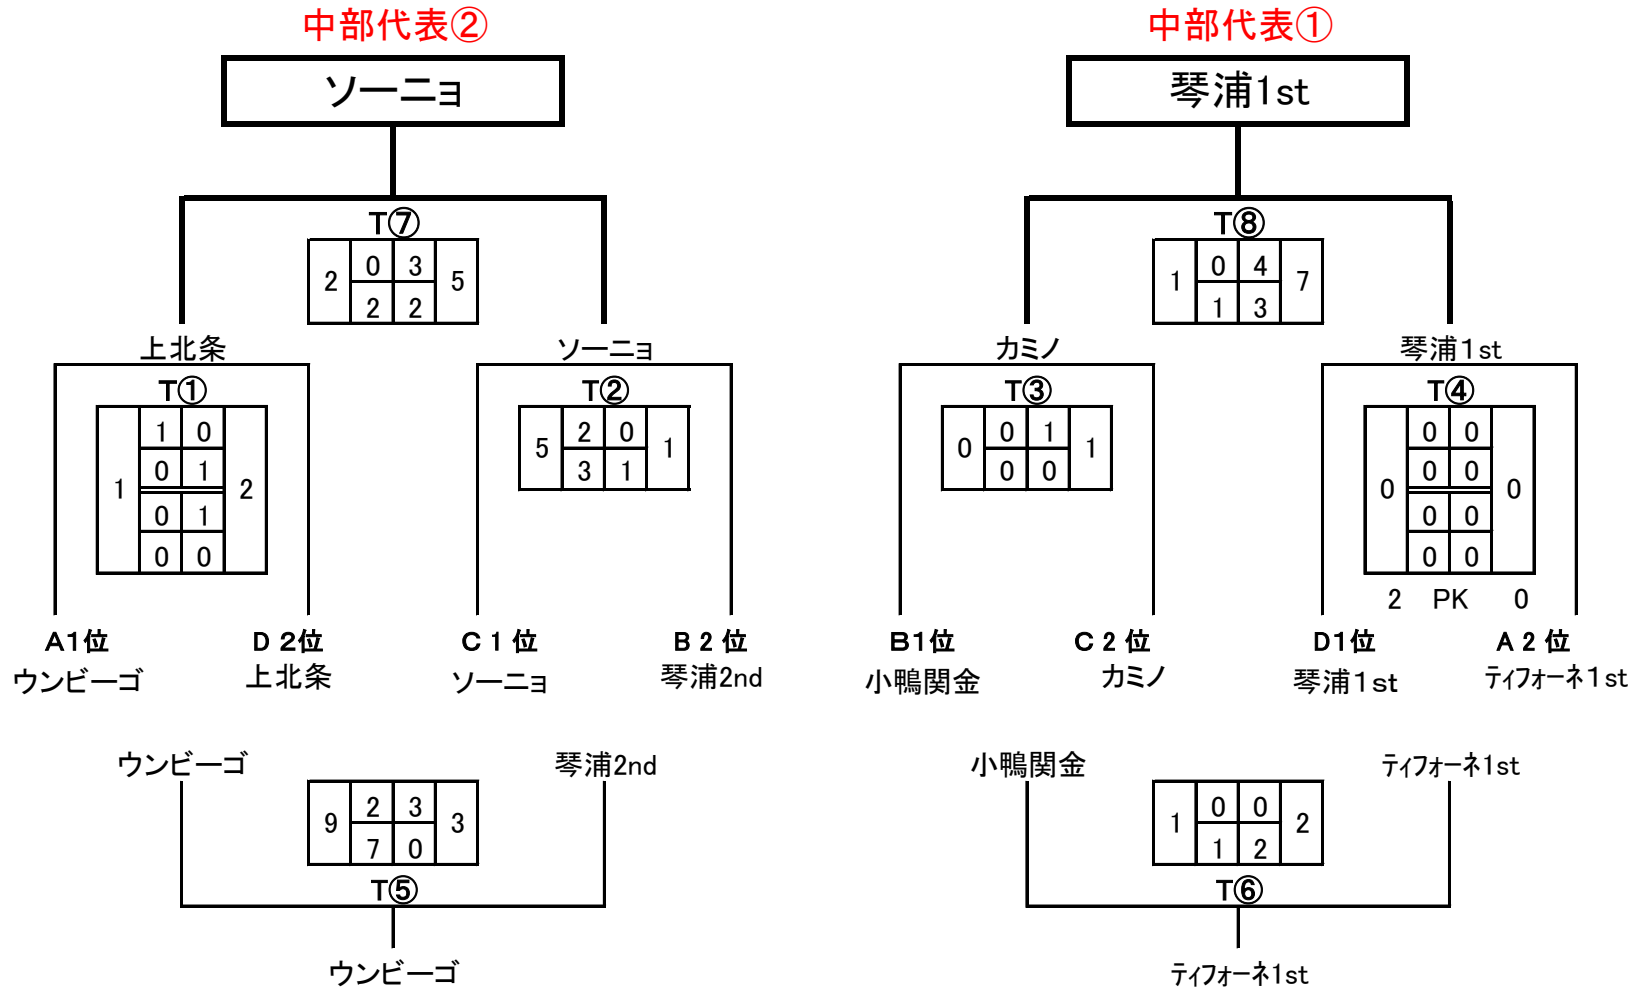 中部代表② 中部代表①
ソーニョ 琴浦1st
T⑦ T⑧
2 0 3 5 1 0 4 7
2 2 1 3
上北条 ソーニョ カミノ 琴浦1st
T① T② T③ T④
1 0 2 0 0 1 0 0
5 1 0 1
0 1 3 1 0 0 0 0
1 2 0 0
0 1 0 0
0 0 0 0
2 PK 0
A1位 D2位 C1位 B2位 B1位 C2位 D1位 A2位
ウンビーゴ 上北条 ソーニョ 琴浦2nd 小鴨関金 カミノ 琴浦1st ティフォーネ1st
ウンビーゴ 琴浦2nd 小鴨関金 ティフォーネ1st
9 2 3 3 1 0 0 2
7 0 1 2
T⑤ T⑥
ウンビーゴ ティフォーネ1st